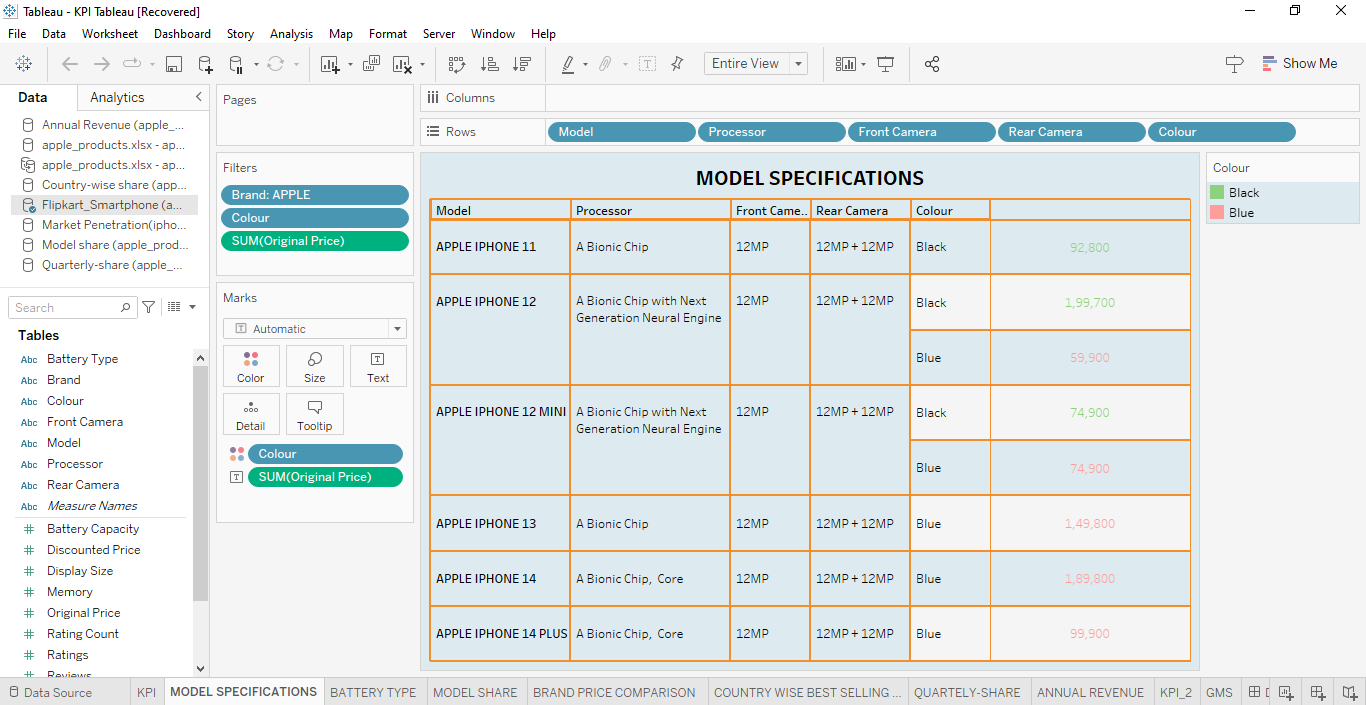 Tableau - KPI Tableau [Recovered]
File Data Worksheet Dashboard Story Analysis Map Format Server Window Help
Entire View
Show Me
Data Analytics
Annual Revenue (apple_...
apple_products.xlsx - ap...
apple_products.xlsx - ap...
Country-wise share (app...
Flipkart_Smartphone (a...
Market Penetration(ipho...
Model share (apple_prod...
Quarterly-share (apple_...
Search
Tables
Abc Battery Type
Abc Brand
Abc Colour
Abc Front Camera
Abc Model
Abc Processor
Abc Rear Camera
Abc Measure Names
# Battery Capacity
# Discounted Price
# Display Size
# Memory
# Original Price
# Rating Count
# Ratings
# Reviews
Pages
Filters
Brand: APPLE
Colour
SUM(Original Price)
Marks
T Automatic
Color Size Text
Detail Tooltip
Colour
SUM(Original Price)
Columns
Rows Model Processor Front Camera Rear Camera Colour
MODEL SPECIFICATIONS
Model Processor Front Came.. Rear Camera Colour
APPLE IPHONE 11 A Bionic Chip 12MP 12MP + 12MP Black 92,800
APPLE IPHONE 12 A Bionic Chip with Next 12MP 12MP + 12MP Black 1,99,700
Generation Neural Engine
Blue 59,900
APPLE IPHONE 12 MINI A Bionic Chip with Next 12MP 12MP + 12MP Black 74,900
Generation Neural Engine
Blue 74,900
APPLE IPHONE 13 A Bionic Chip 12MP 12MP + 12MP Blue 1,49,800
APPLE IPHONE 14 A Bionic Chip, Core 12MP 12MP + 12MP Blue 1,89,800
APPLE IPHONE 14 PLUS A Bionic Chip, Core 12MP 12MP + 12MP Blue 99,900
Colour
Black
Blue
Data Source KPI MODEL SPECIFICATIONS BATTERY TYPE MODEL SHARE BRAND PRICE COMPARISON COUNTRY WISE BEST SELLING ... QUARTELY-SHARE ANNUAL REVENUE KPI_2 GMS